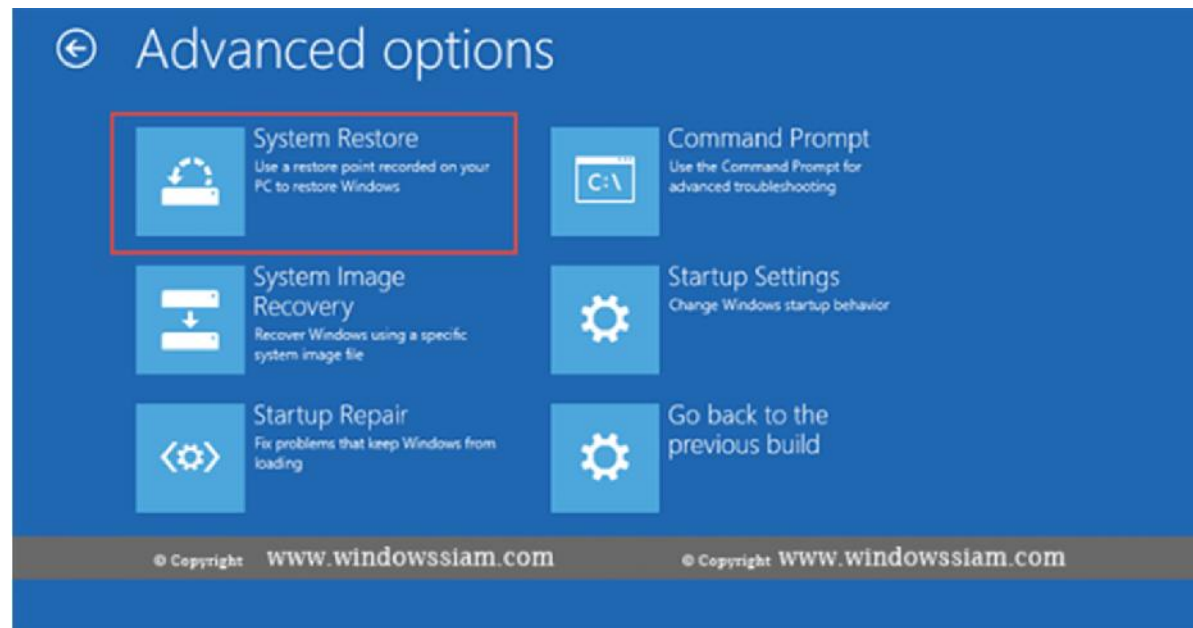 Advanced options
System Restore
Use a restore point recorded on your
PC to restore Windows
Command Prompt
Use the Command Prompt for
advanced troubleshooting
C:\
System Image
Recovery
Recover Windows using a specific
system image file
Startup Settings
Change Windows startup behavior
Startup Repair
Fix problems that keep Windows from
loading
Go back to the
previous build
© Copyright www.windowssiam.com
© Copyright www.windowssiam.com